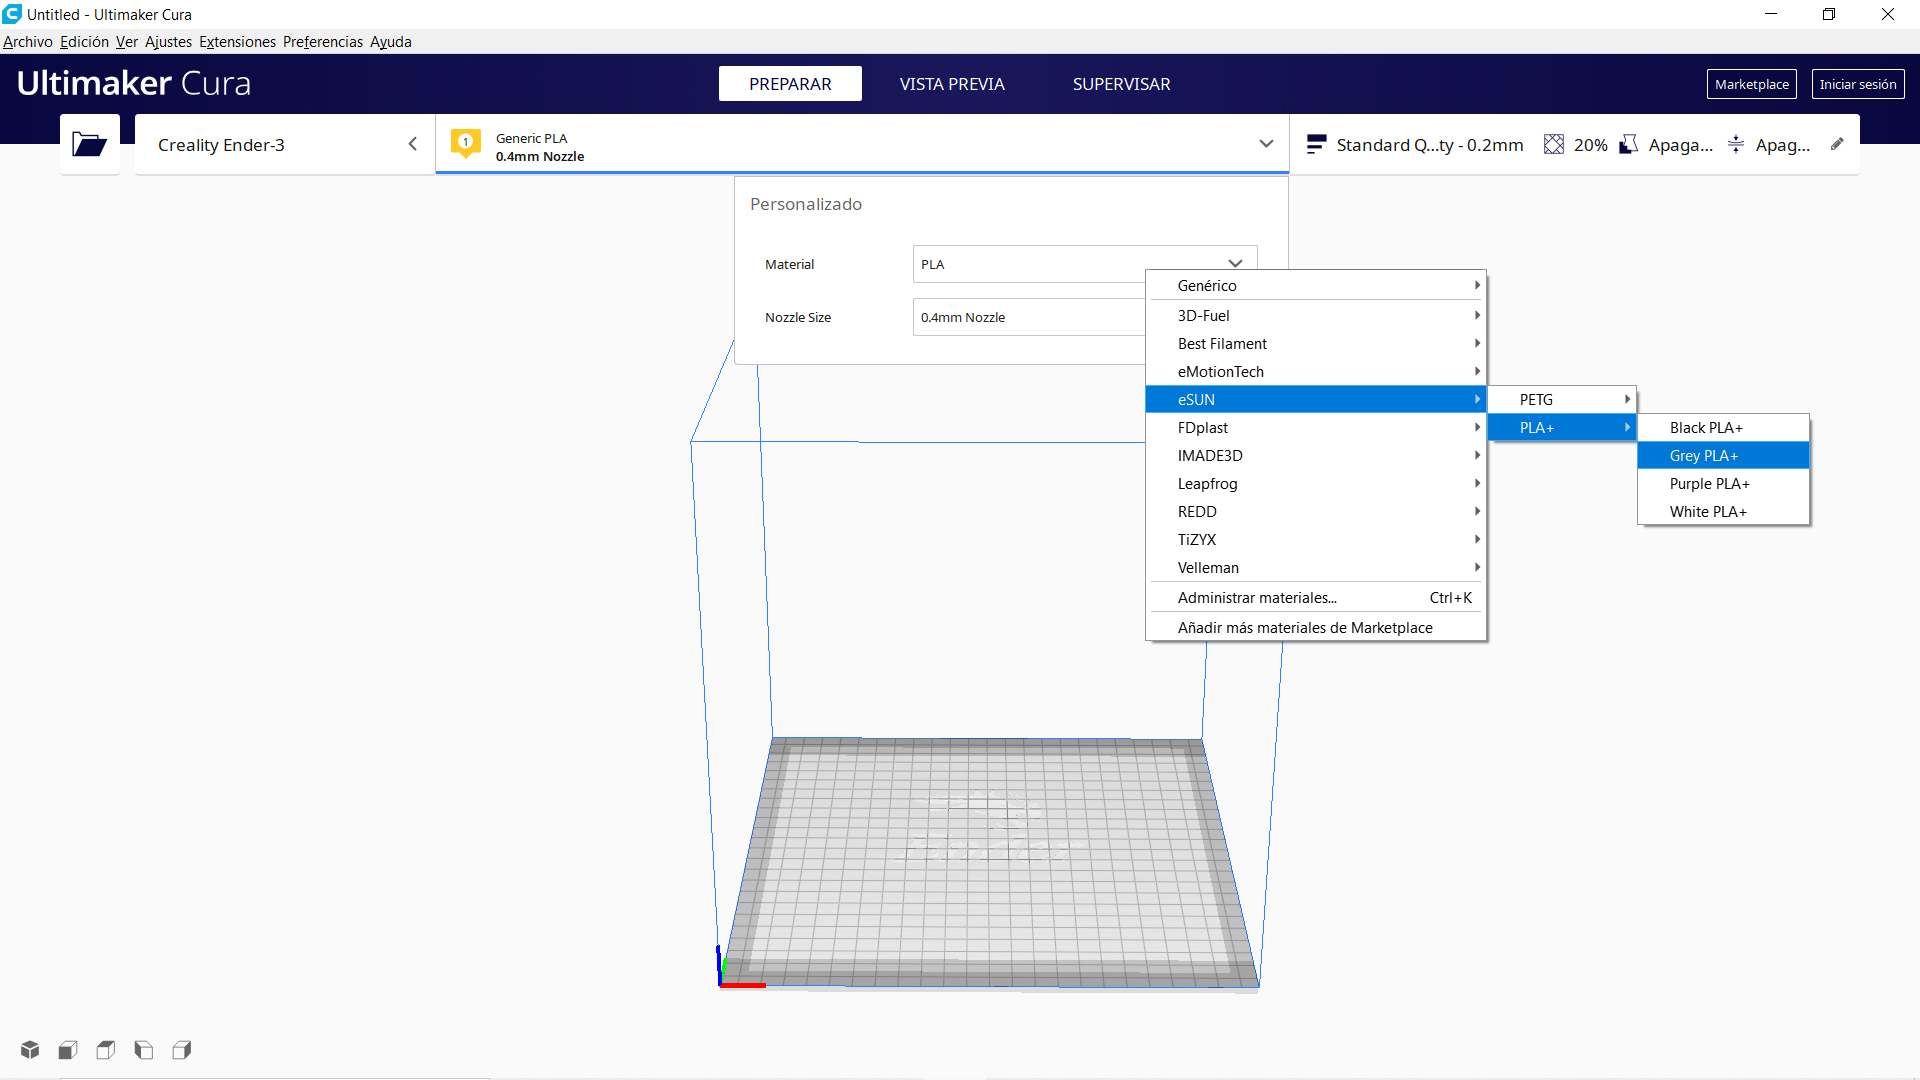 Untitled - Ultimaker Cura
Archivo Edición Ver Ajustes Extensiones Preferencias Ayuda
Ultimaker Cura
PREPARAR
VISTA PREVIA
SUPERVISAR
Marketplace
Iniciar sesión
Creality Ender-3
1
Generic PLA
0.4mm Nozzle
Standard Q...ty - 0.2mm
20%
Apaga...
Apag...
Personalizado
Material
PLA
Nozzle Size
0.4mm Nozzle
Genérico
3D-Fuel
Best Filament
eMotionTech
eSUN
FDplast
IMADE3D
Leapfrog
REDD
TiZYX
Velleman
Administrar materiales... Ctrl+K
Añadir más materiales de Marketplace
PETG
PLA+
Black PLA+
Grey PLA+
Purple PLA+
White PLA+